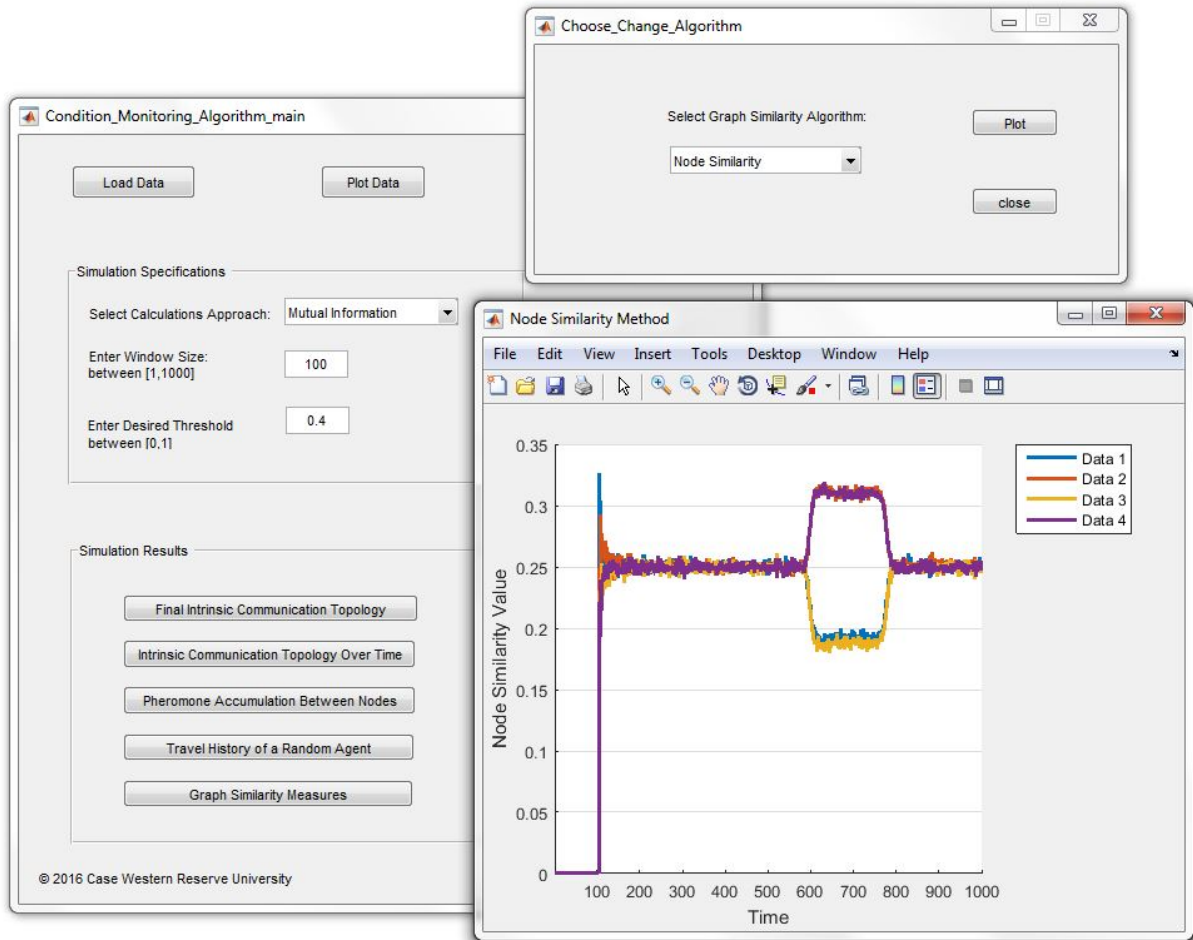 Choose_Change_Algorithm
Select Graph Similarity Algorithm:
Plot
Node Similarity
close
Condition_Monitoring_Algorithm_main
Load Data
Plot Data
Simulation Specifications
Select Calculations Approach:
Mutual Information
Enter Window Size:
between [1,1000]
100
Enter Desired Threshold
between [0,1]
0.4
Simulation Results
Final Intrinsic Communication Topology
Intrinsic Communication Topology Over Time
Pheromone Accumulation Between Nodes
Travel History of a Random Agent
Graph Similarity Measures
© 2016 Case Western Reserve University
Node Similarity Method
File Edit View Insert Tools Desktop Window Help
Node Similarity Value
0.35
0.3
0.25
0.2
0.15
0.1
0.05
0
100 200 300 400 500 600 700 800 900 1000
Time
Data 1
Data 2
Data 3
Data 4